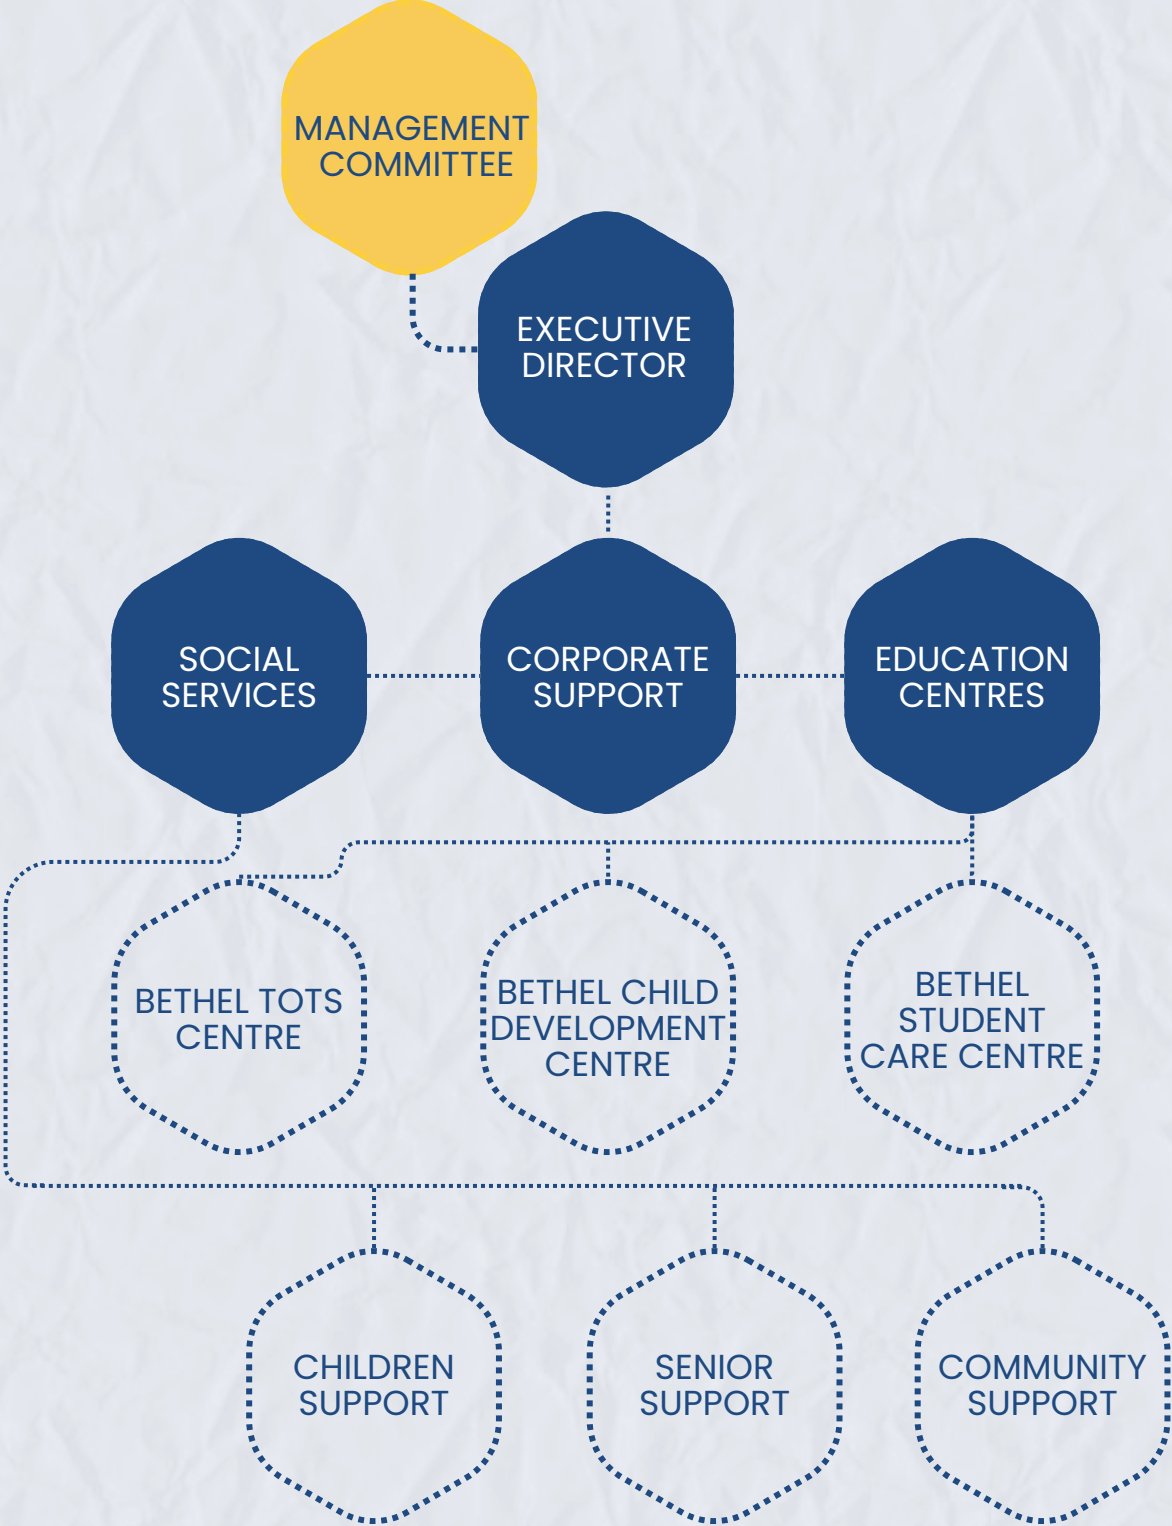 MANAGEMENT
COMMITTEE
EXECUTIVE
DIRECTOR
SOCIAL
SERVICES
CORPORATE
SUPPORT
EDUCATION
CENTRES
BETHEL TOTS
CENTRE
BETHEL CHILD
DEVELOPMENT
CENTRE
BETHEL
STUDENT
CARE CENTRE
CHILDREN
SUPPORT
SENIOR
SUPPORT
COMMUNITY
SUPPORT